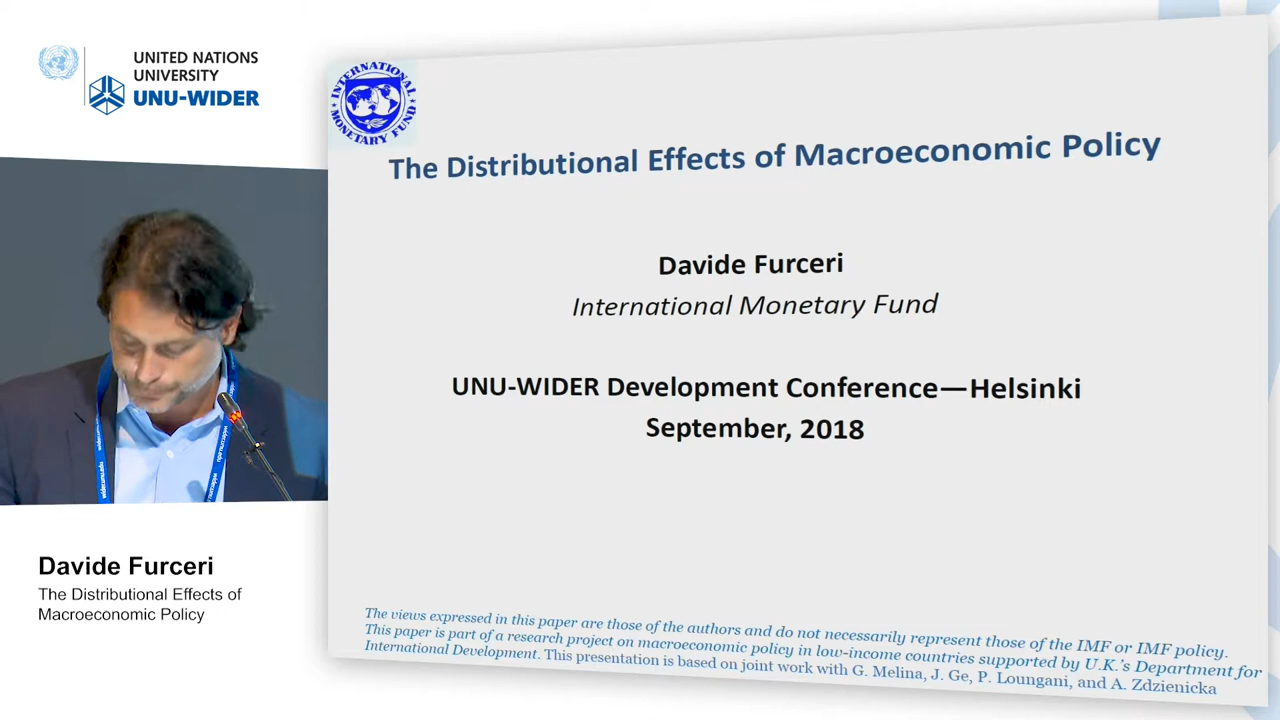 UNITED NATIONS
UNIVERSITY
UNU-WIDER
INTERNATIONAL MONETARY FUND
The Distributional Effects of Macroeconomic Policy
Davide Furceri
International Monetary Fund
UNU-WIDER Development Conference—Helsinki
September, 2018
The views expressed in this paper are those of the authors and do not necessarily represent those of the IMF or IMF policy.
This paper is part of a research project on macroeconomic policy in low-income countries supported by U.K.'s Department for
International Development. This presentation is based on joint work with G. Melina, J. Ge, P. Loungani, and A. Zdzienicka
wider.unu.edu
Davide Furceri
The Distributional Effects of
Macroeconomic Policy